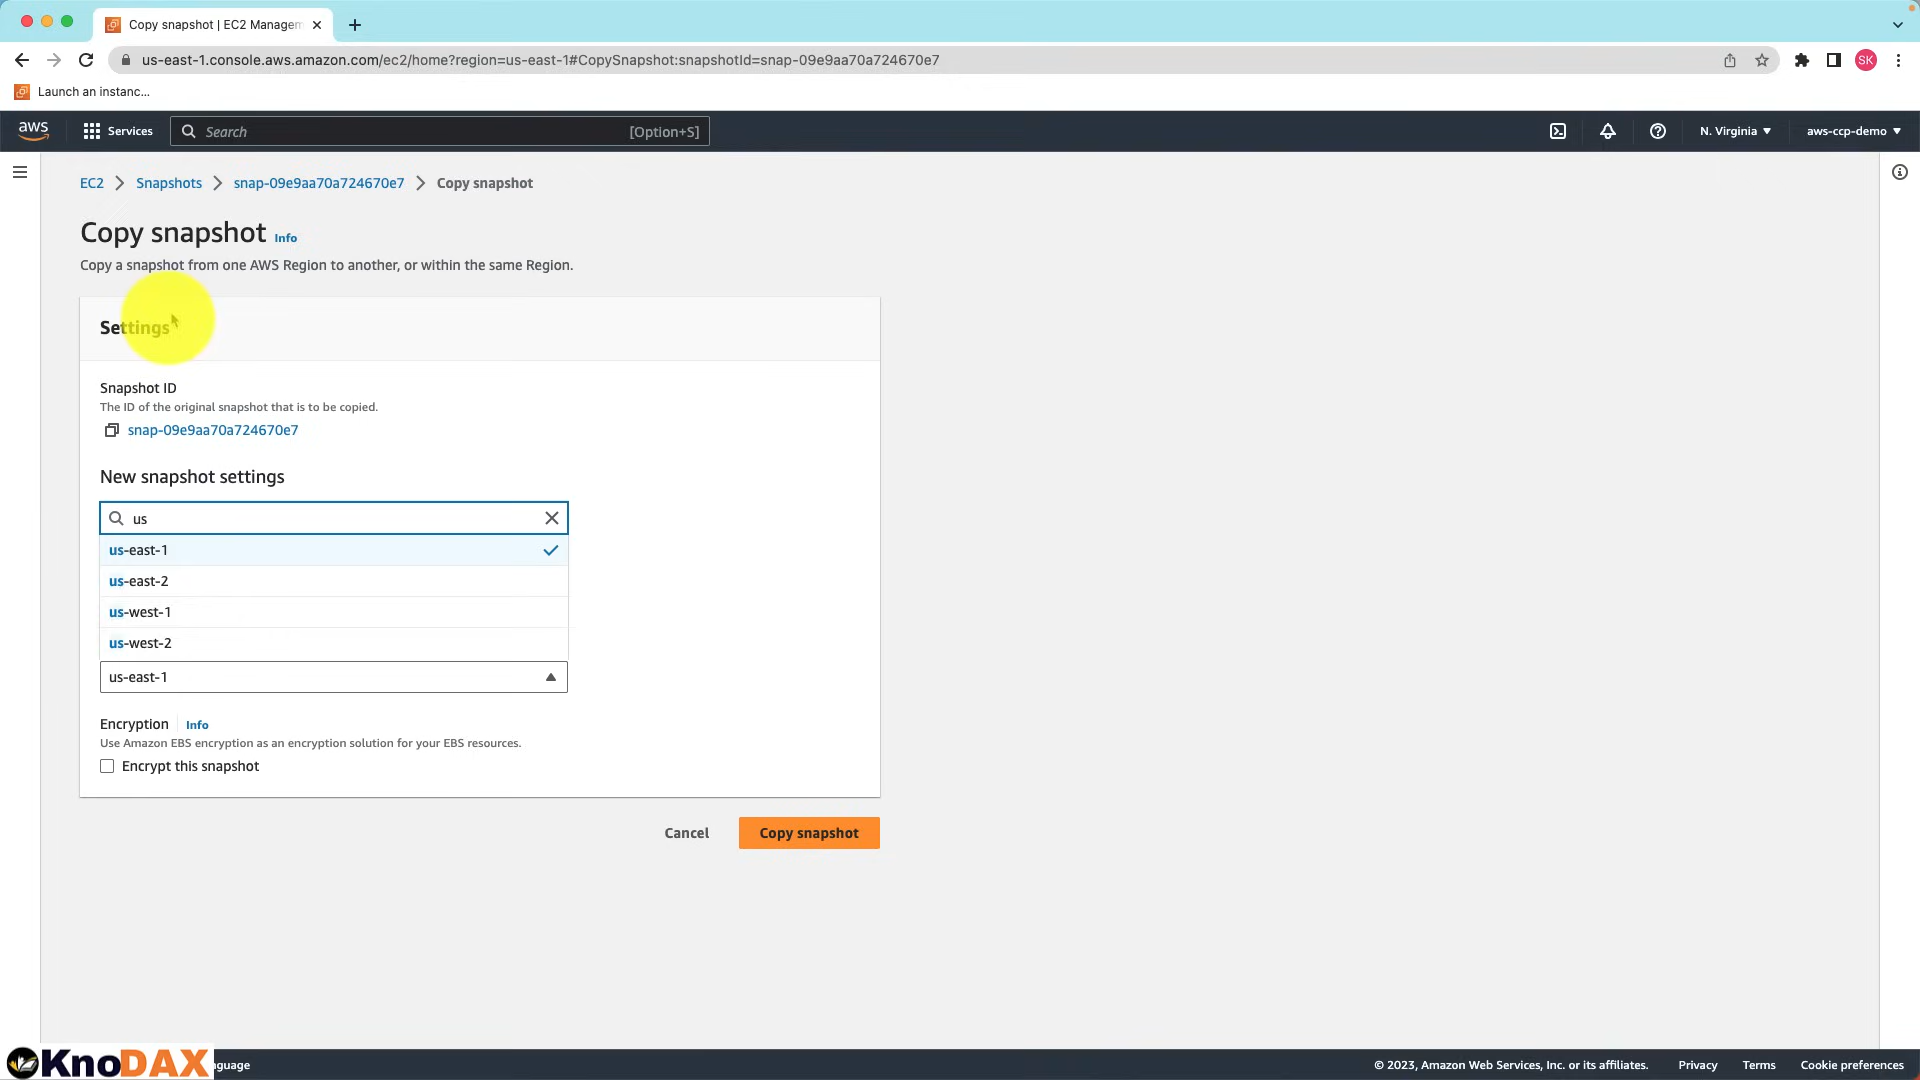 Copy snapshot | EC2 Managem
us-east-1.console.aws.amazon.com/ec2/home?region=us-east-1#CopySnapshot:snapshotId=snap-09e9aa70a724670e7
SK
Launch an instanc...
aws
Services
Search
[Option+S]
N. Virginia
aws-ccp-demo
EC2
Snapshots
snap-09e9aa70a724670e7
Copy snapshot
Copy snapshot Info
Copy a snapshot from one AWS Region to another, or within the same Region.
Settings
Snapshot ID
The ID of the original snapshot that is to be copied.
snap-09e9aa70a724670e7
New snapshot settings
us
us-east-1
us-east-2
us-west-1
us-west-2
us-east-1
Encryption Info
Use Amazon EBS encryption as an encryption solution for your EBS resources.
Encrypt this snapshot
Cancel
Copy snapshot
KnoDAX
nguage
© 2023, Amazon Web Services, Inc. or its affiliates.
Privacy
Terms
Cookie preferences